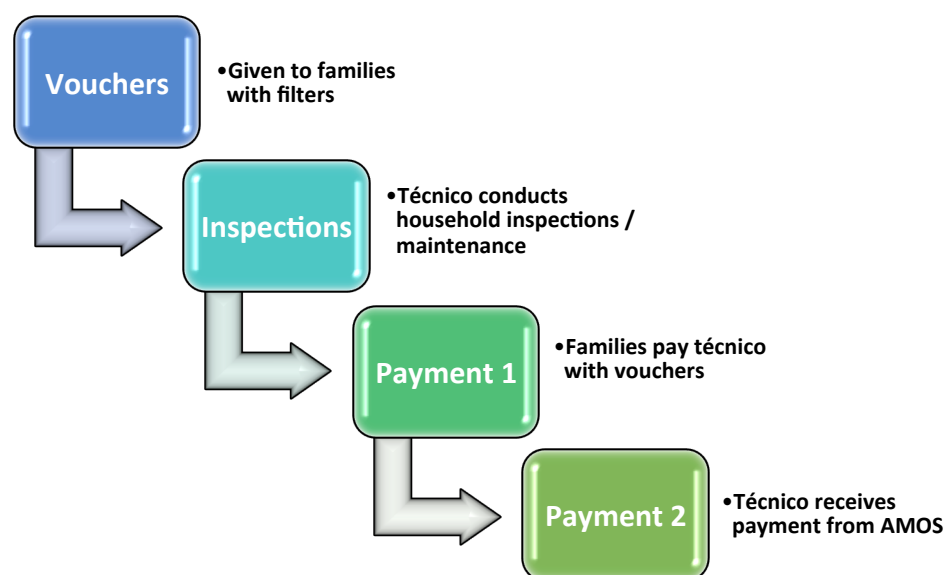 Vouchers
•Given to families
with filters
Inspections
•Técnico conducts
household inspections /
maintenance
Payment 1
•Families pay técnico
with vouchers
Payment 2
•Técnico receives
payment from AMOS